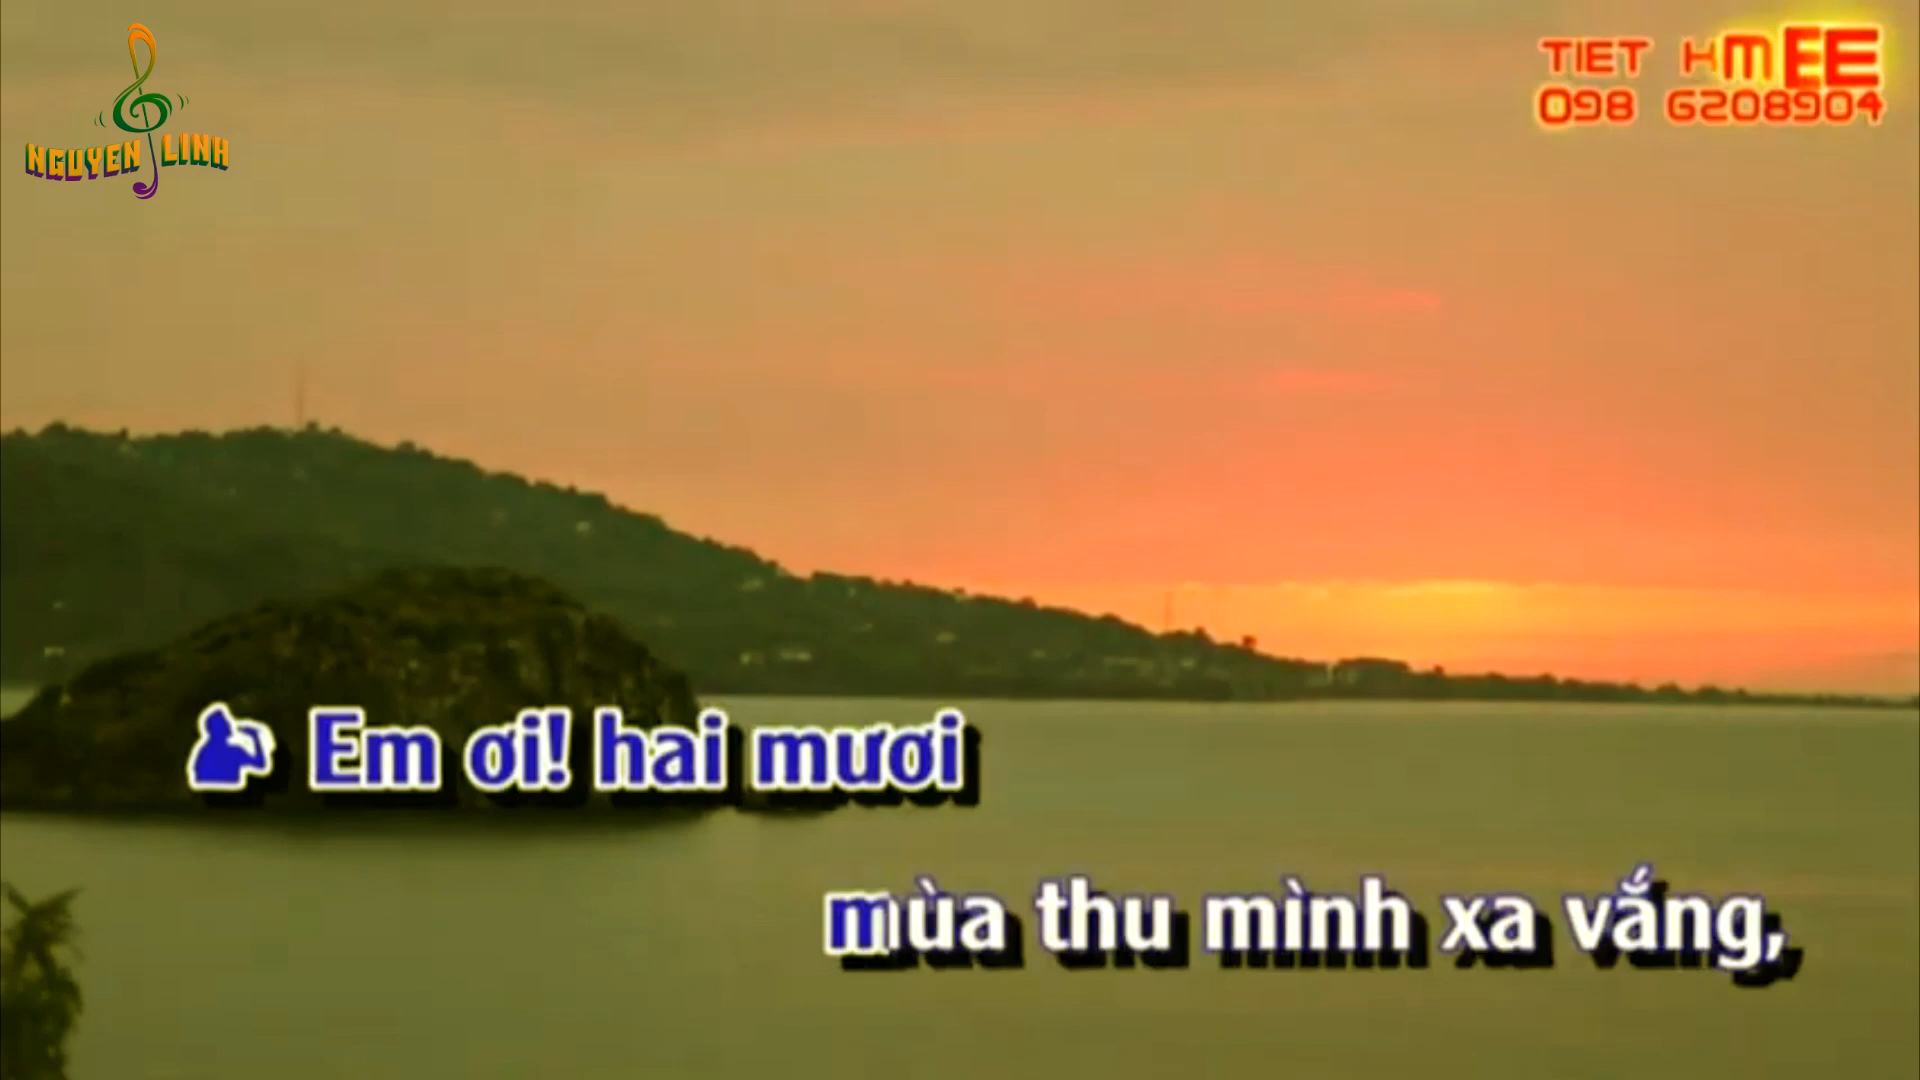 NGUYEN LINH
TIET KMEE
098 6208904
Em ơi! hai mươi
mùa thu mình xa vắng,